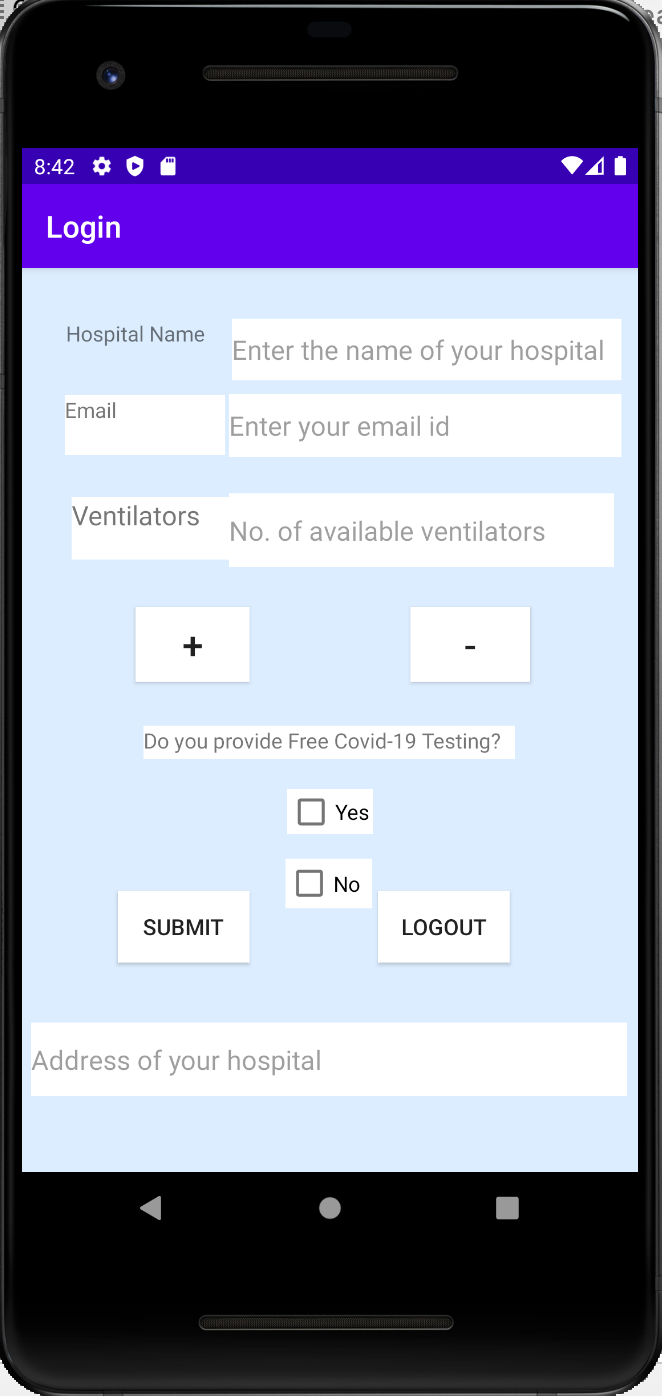 8:42
Login
Hospital Name
Enter the name of your hospital
Email
Enter your email id
Ventilators
No. of available ventilators
+
-
Do you provide Free Covid-19 Testing?
Yes
No
SUBMIT
LOGOUT
Address of your hospital